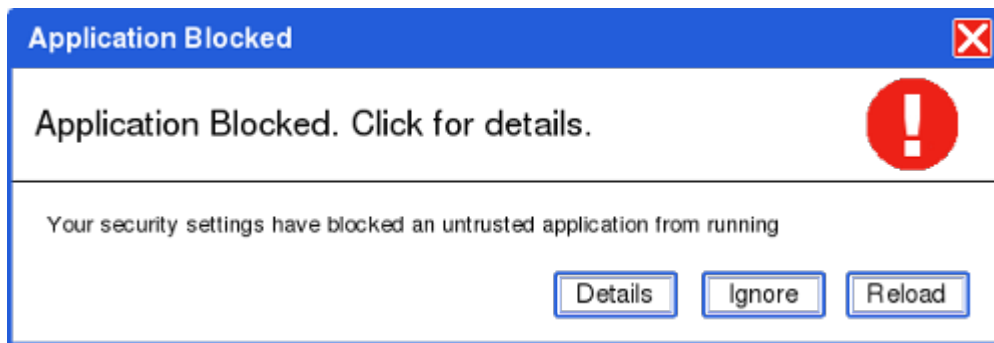 Application Blocked
Application Blocked. Click for details.
Your security settings have blocked an untrusted application from running
Details Ignore Reload